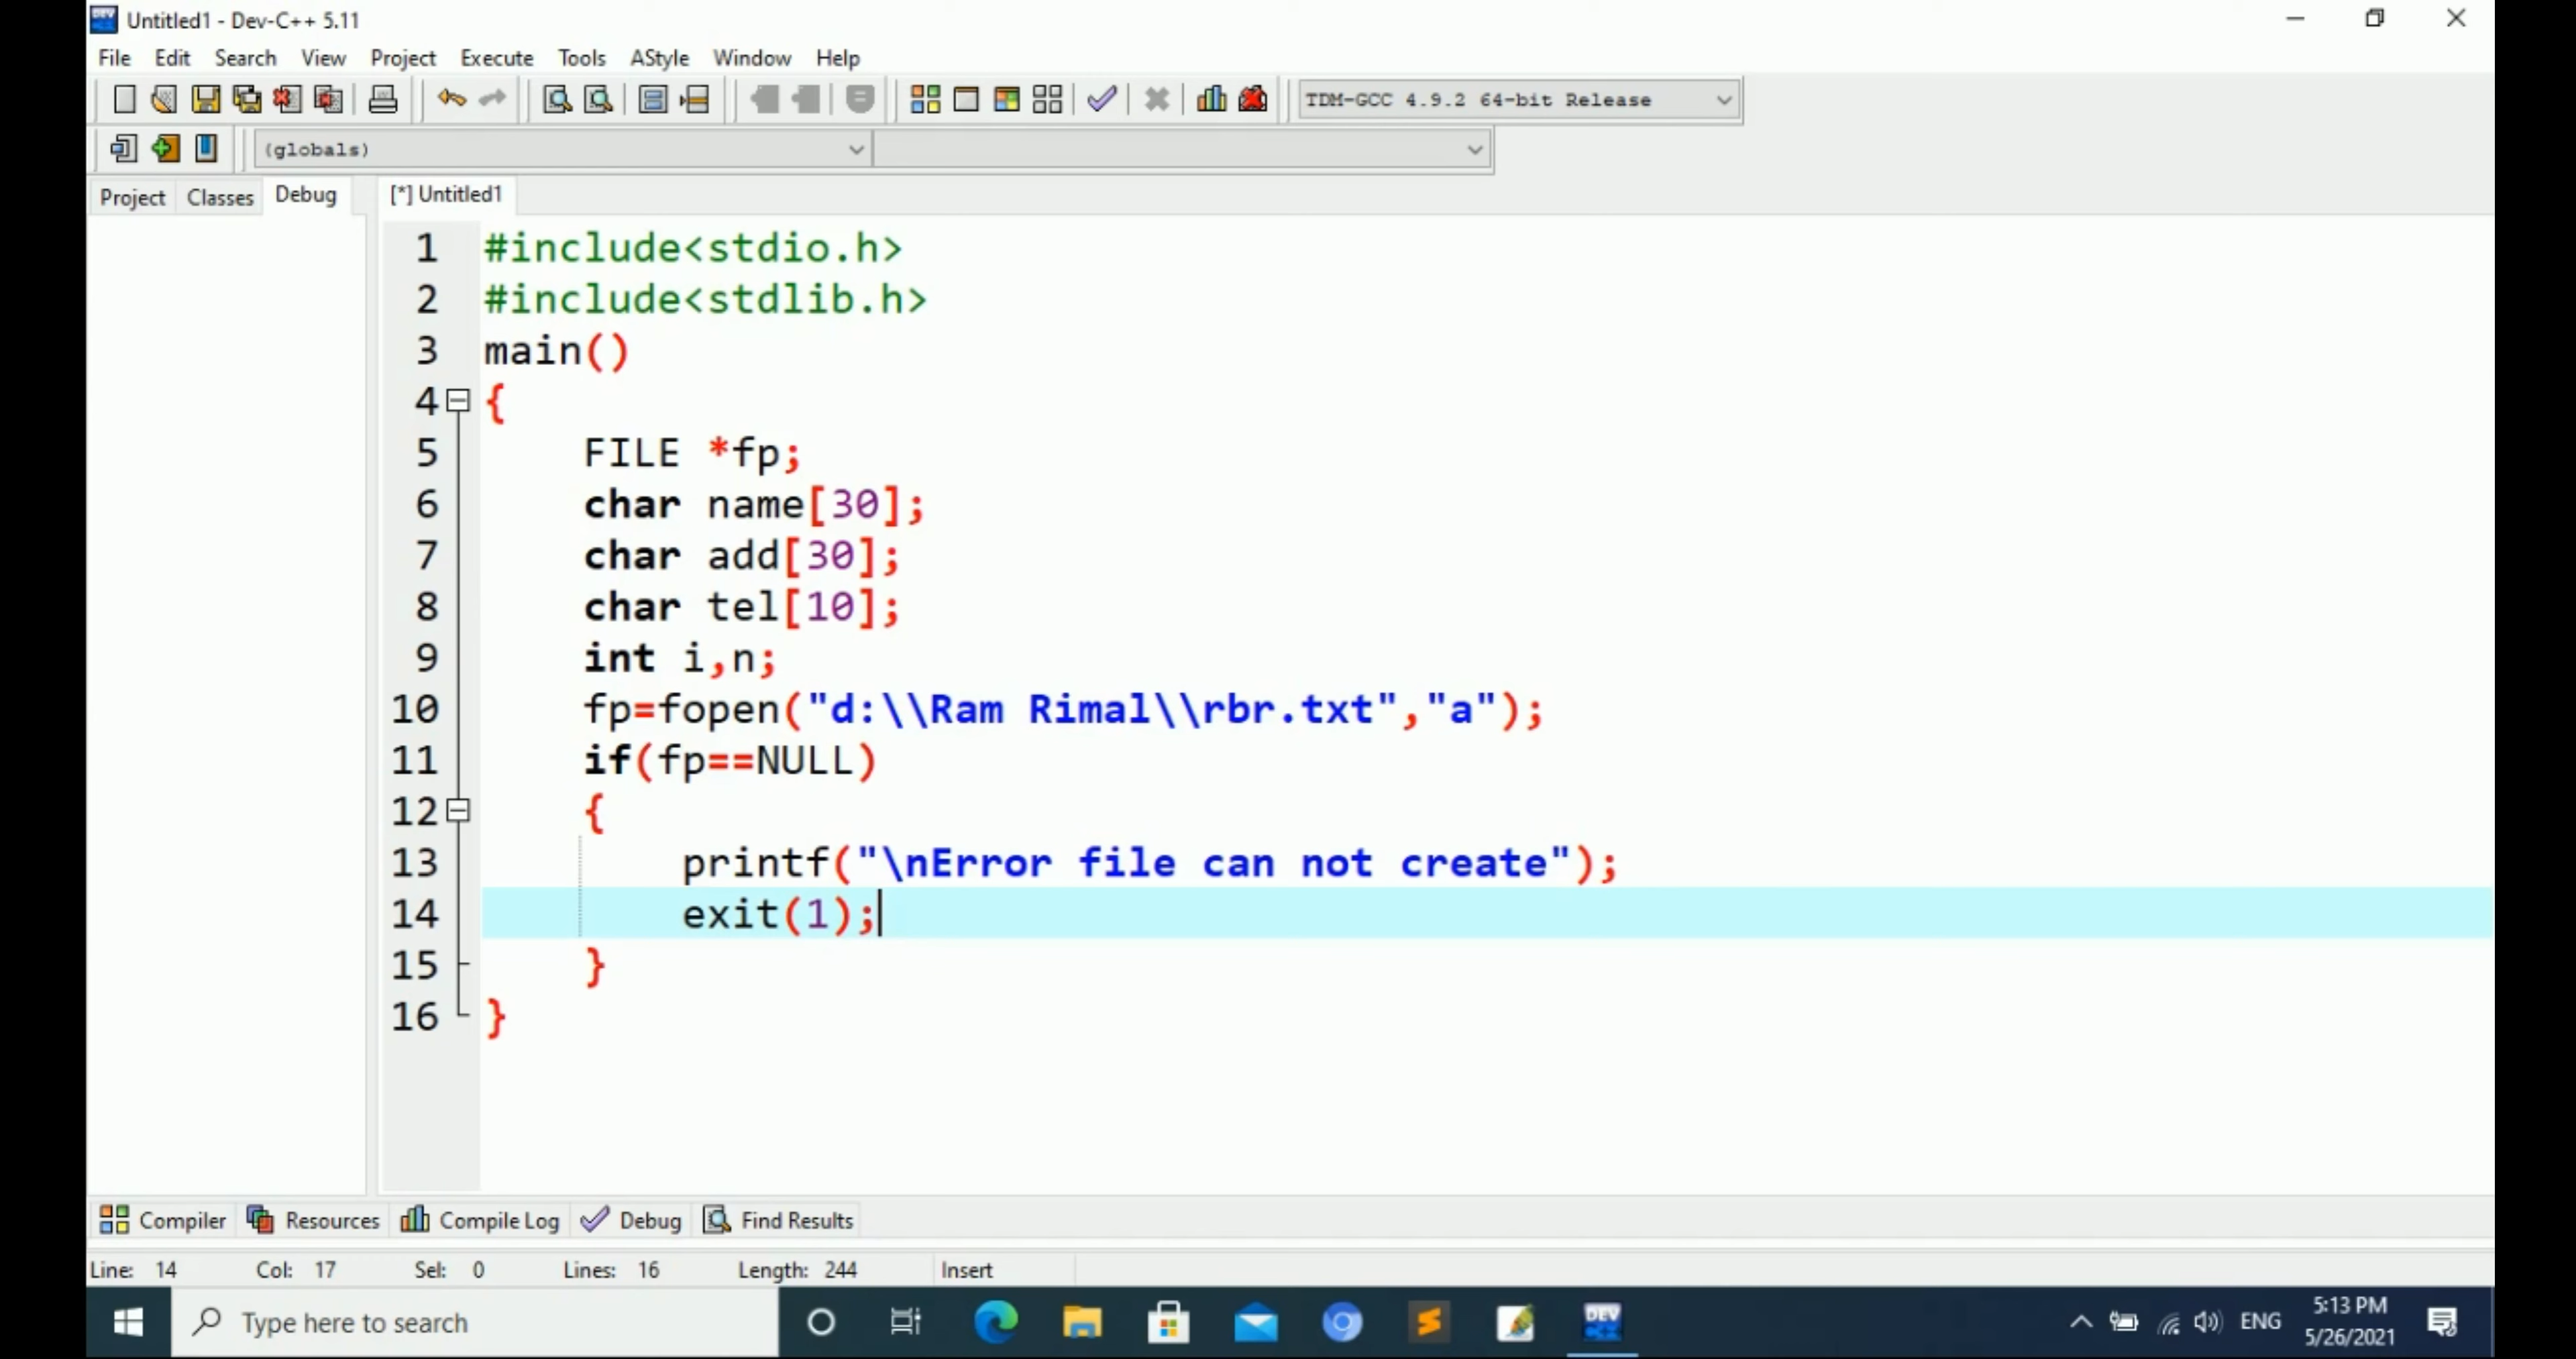 Untitled1 - Dev-C++ 5.11
File Edit Search View Project Execute Tools AStyle Window Help
TDM-GCC 4.9.2 64-bit Release
(globals)
Project Classes Debug [*] Untitled1
1 #include<stdio.h>
2 #include<stdlib.h>
3 main()
4 {
5 FILE *fp;
6 char name[30];
7 char add[30];
8 char tel[10];
9 int i,n;
10 fp=fopen("d:\\Ram Rimal\\rbr.txt","a");
11 if(fp==NULL)
12 {
13 printf("\nError file can not create");
14 exit(1);
15 }
16 }
Compiler Resources Compile Log Debug Find Results
Line: 14 Col: 17 Sel: 0 Lines: 16 Length: 244 Insert
Type here to search
DEV
ENG
5:13 PM
5/26/2021